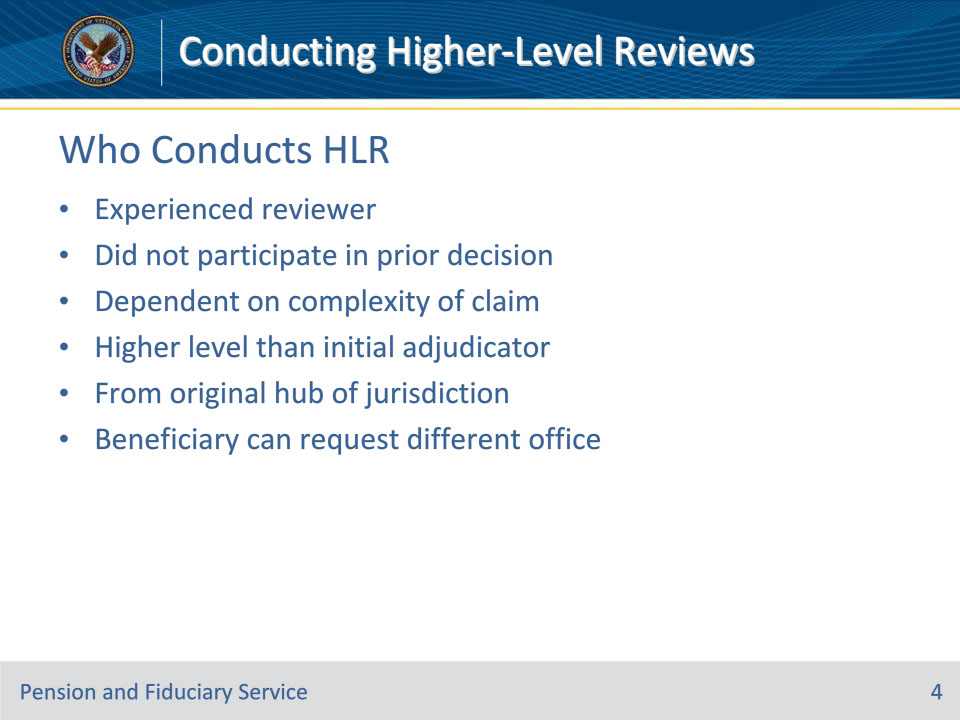 Conducting Higher-Level Reviews
Who Conducts HLR
• Experienced reviewer
• Did not participate in prior decision
• Dependent on complexity of claim
• Higher level than initial adjudicator
• From original hub of jurisdiction
• Beneficiary can request different office
Pension and Fiduciary Service
4